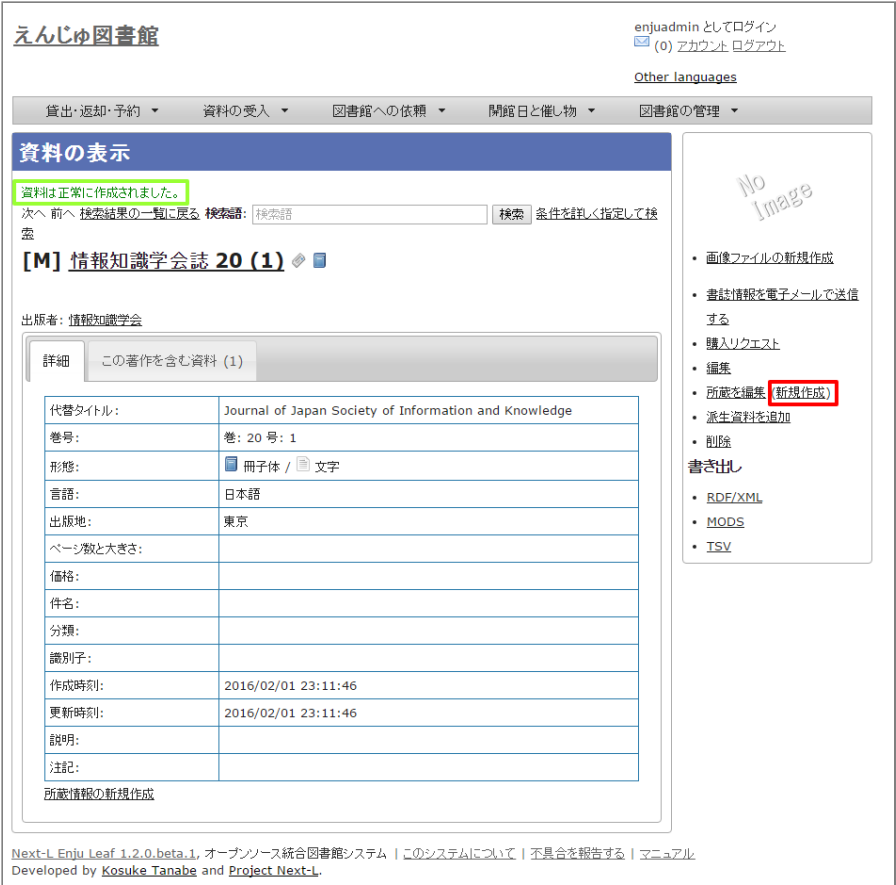 えんじゅ図書館
enjuadmin としてログイン
(0) アカウント ログアウト
Other languages
貸出・返却・予約 ▼ 資料の受入 ▼ 図書館への依頼 ▼ 開館日と催し物 ▼ 図書館の管理 ▼
資料の表示
資料は正常に作成されました。
次へ 前へ 検索結果の一覧に戻る 検索語: 検索語 検索 条件を詳しく指定して検
索
[M] 情報知識学会誌 20 (1)
出版者: 情報知識学会
詳細 この著作を含む資料 (1)
代替タイトル: Journal of Japan Society of Information and Knowledge
巻号: 巻: 20 号: 1
形態: 冊子体 / 文字
言語: 日本語
出版地: 東京
ページ数と大きさ:
価格:
件名:
分類:
識別子:
作成時刻: 2016/02/01 23:11:46
更新時刻: 2016/02/01 23:11:46
説明:
注記:
所蔵情報の新規作成
No
Image
• 画像ファイルの新規作成
• 書誌情報を電子メールで送信
する
• 購入リクエスト
• 編集
• 所蔵を編集 (新規作成)
• 派生資料を追加
• 削除
書き出し
• RDF/XML
• MODS
• TSV
Next-L Enju Leaf 1.2.0.beta.1, オープンソース統合図書館システム | このシステムについて | 不具合を報告する | マニュアル
Developed by Kosuke Tanabe and Project Next-L.